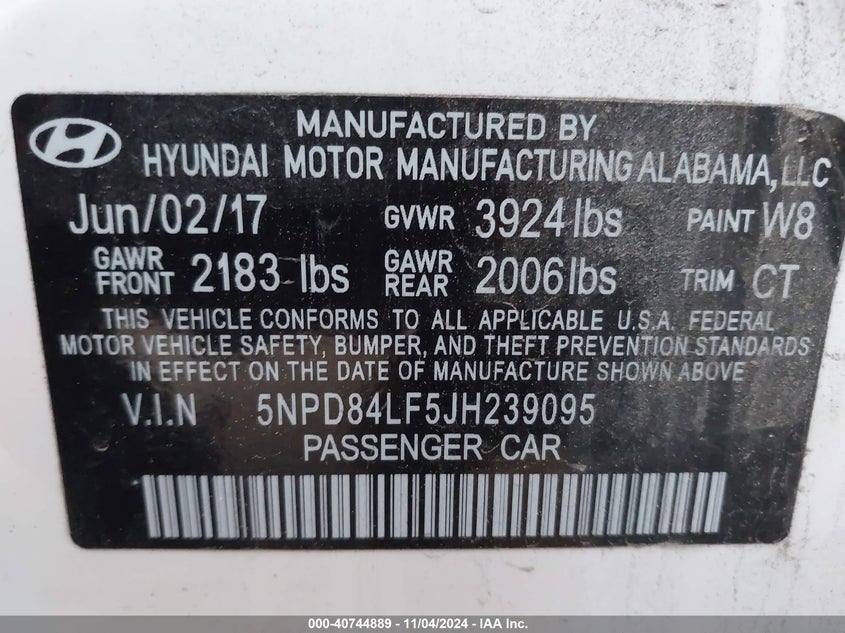 MANUFACTURED BY
HYUNDAI MOTOR MANUFACTURING ALABAMA, LLC
Jun/02/17 GVWR 3924 lbs PAINT W8
GAWR FRONT 2183 lbs GAWR REAR 2006 lbs TRIM CT
THIS VEHICLE CONFORMS TO ALL APPLICABLE U.S.A. FEDERAL
MOTOR VEHICLE SAFETY, BUMPER, AND THEFT PREVENTION STANDARDS
IN EFFECT ON THE DATE OF MANUFACTURE SHOWN ABOVE
V.I.N 5NPD84LF5JH239095
PASSENGER CAR
000-40744889 - 11/04/2024 - IAA Inc.